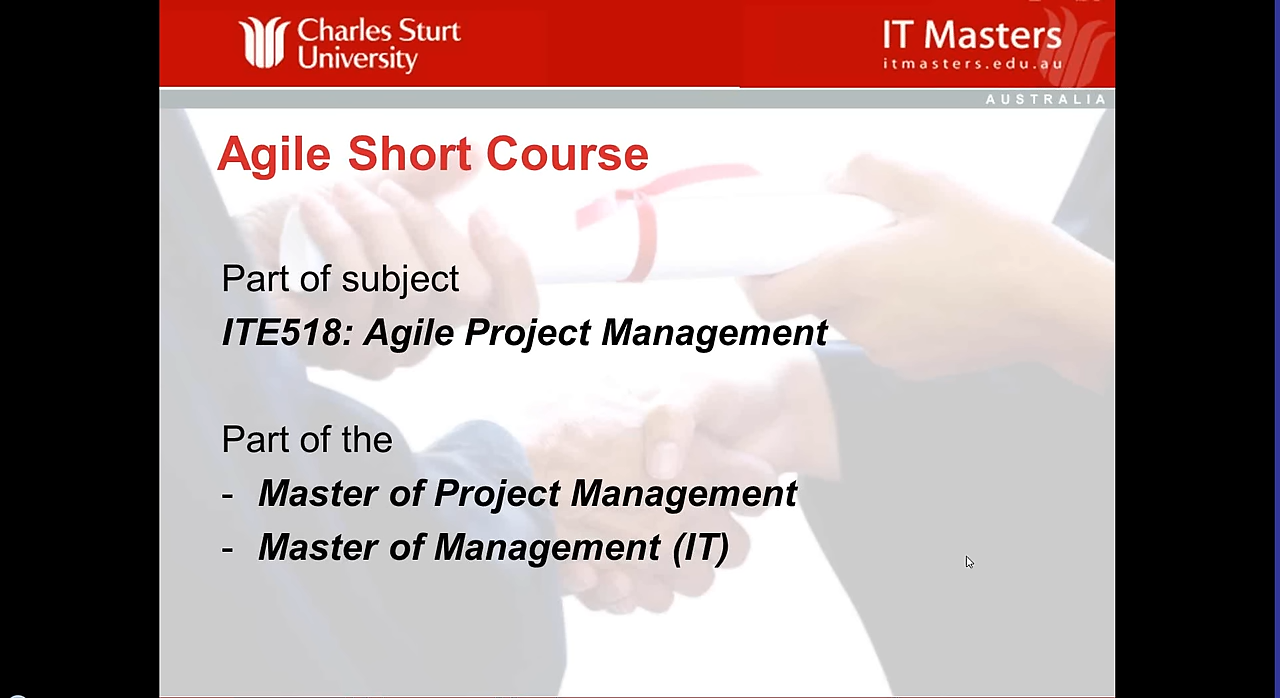 Charles Sturt
University
IT Masters
itmasters.edu.au
AUSTRALIA
Agile Short Course
Part of subject
ITE518: Agile Project Management
Part of the
- Master of Project Management
- Master of Management (IT)